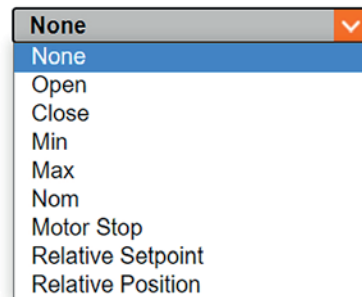 None
None
Open
Close
Min
Max
Nom
Motor Stop
Relative Setpoint
Relative Position